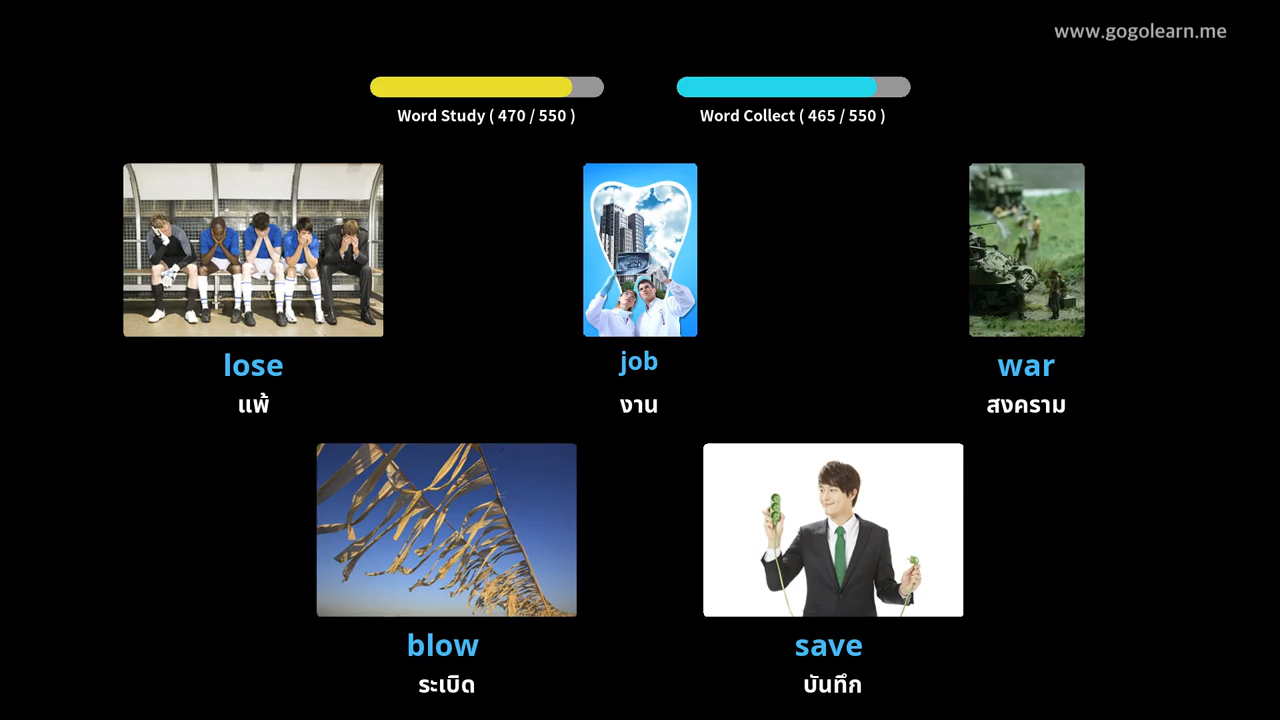 www.gogolearn.me
Word Study ( 470 / 550 )
Word Collect ( 465 / 550 )
lose
แพ้
job
งาน
war
สงคราม
blow
ระเบิด
save
บันทึก